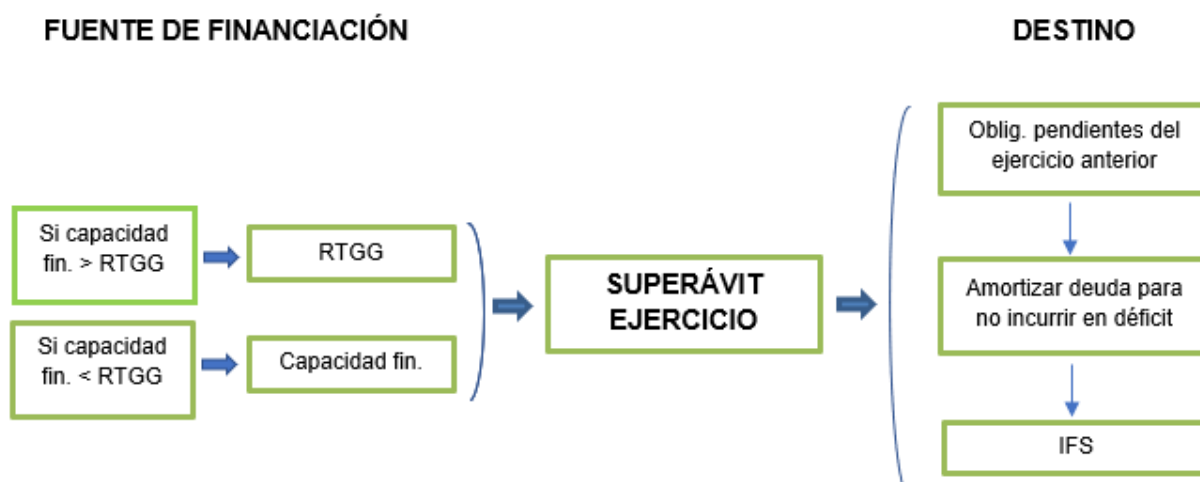 FUENTE DE FINANCIACIÓN
DESTINO
Si capacidad
fin. > RTGG
RTGG
Si capacidad
fin. < RTGG
Capacidad fin.
SUPERÁVIT
EJERCICIO
Oblig. pendientes del
ejercicio anterior
Amortizar deuda para
no incurrir en déficit
IFS